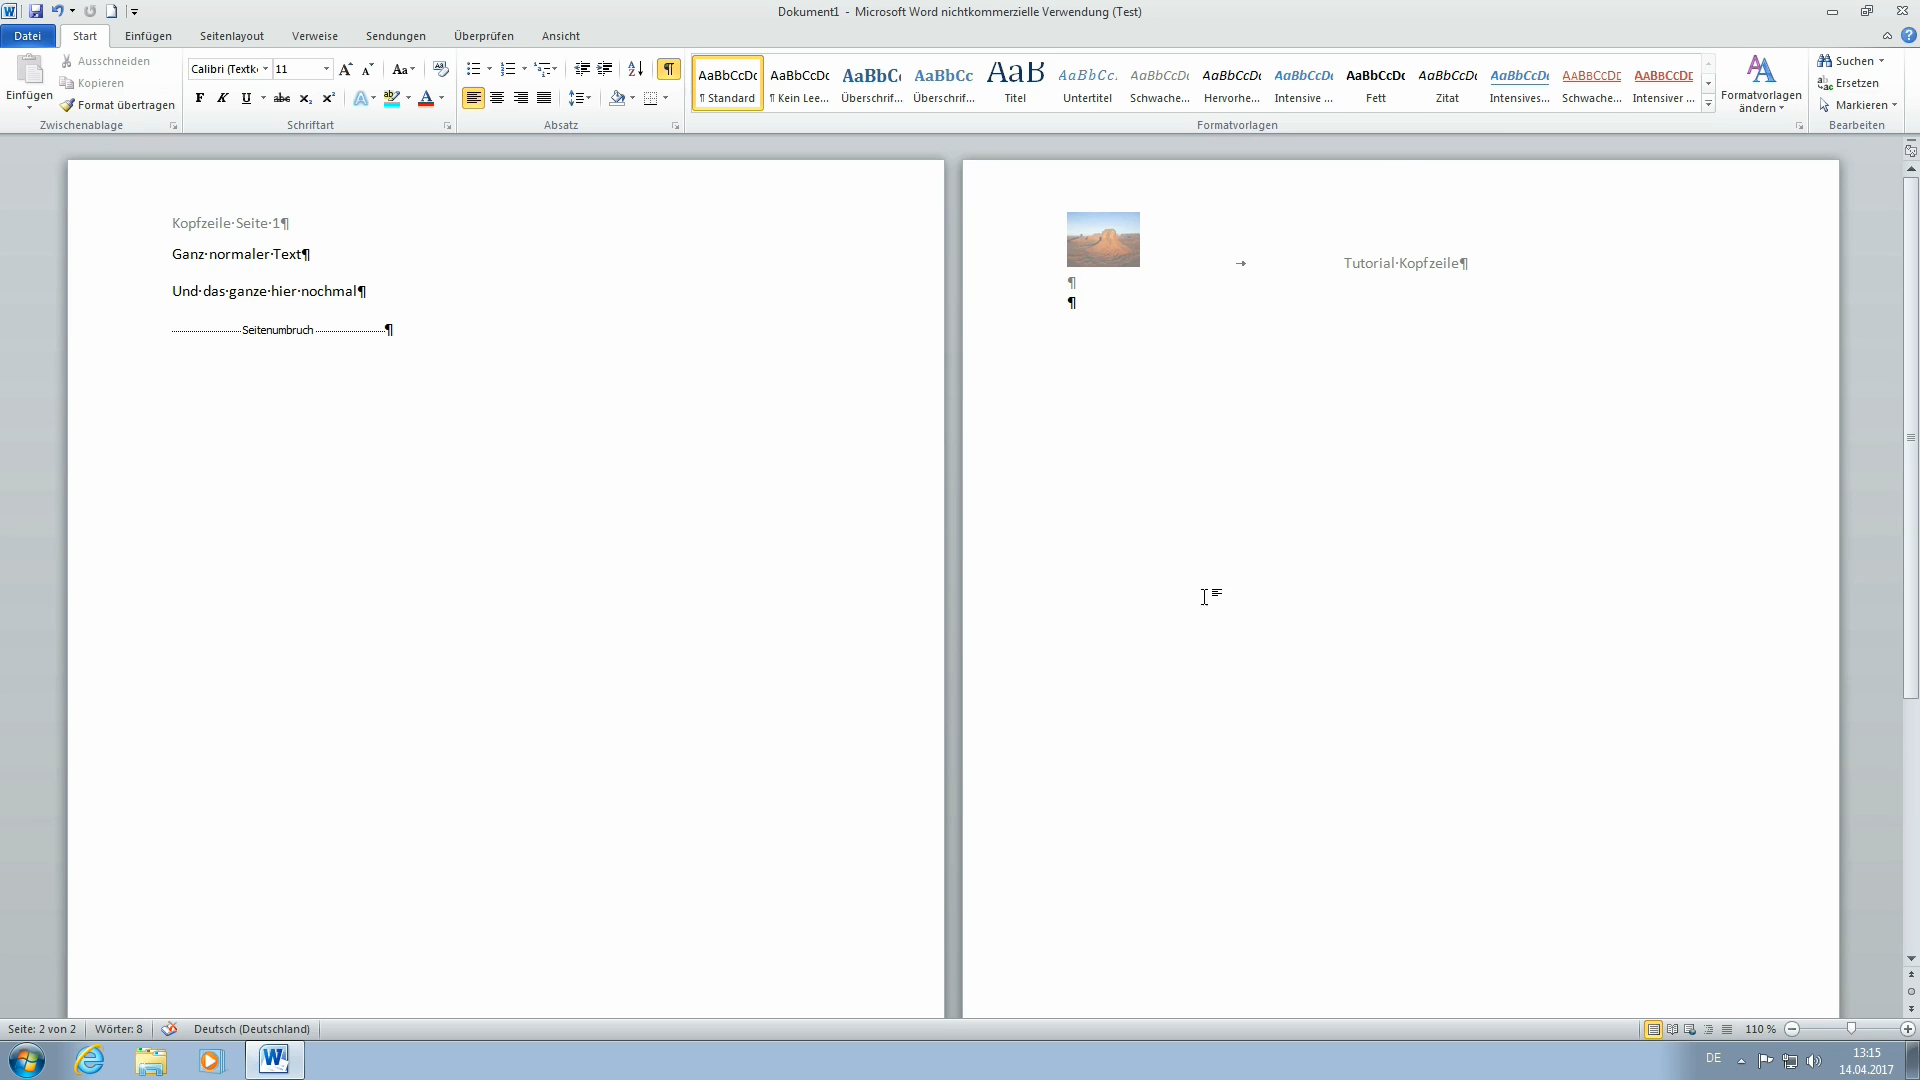 Dokument1 - Microsoft Word nichtkommerzielle Verwendung (Test)
Datei Start Einfügen Seitenlayout Verweise Sendungen Überprüfen Ansicht
Einfügen
Ausschneiden
Kopieren
Format übertragen
Zwischenablage
Calibri (Textk 11
Schriftart
Absatz
AaBbCcDc AaBbCcDc AaBbC AaBbCc AaB AaBbCc. AaBbCcDc AaBbCcDt AaBbCcDt AaBbCcDc AaBbCcDt AaBbCcDt AaBbCcDt AaBbCcDt
¶ Standard ¶ Kein Lee... Überschrif... Überschrif... Titel Untertitel Schwache... Hervorhe... Intensive ... Fett Zitat Intensives... Schwache... Intensiver ...
Formatvorlagen
Formatvorlagen
ändern
Suchen
Ersetzen
Markieren
Bearbeiten
Kopfzeile·Seite·1¶
Ganz·normaler·Text¶
Und·das·ganze·hier·nochmal¶
Seitenumbruch¶
→ Tutorial·Kopfzeile¶
¶
¶
Seite: 2 von 2 Wörter: 8 Deutsch (Deutschland) 110 %
DE 13:15
14.04.2017